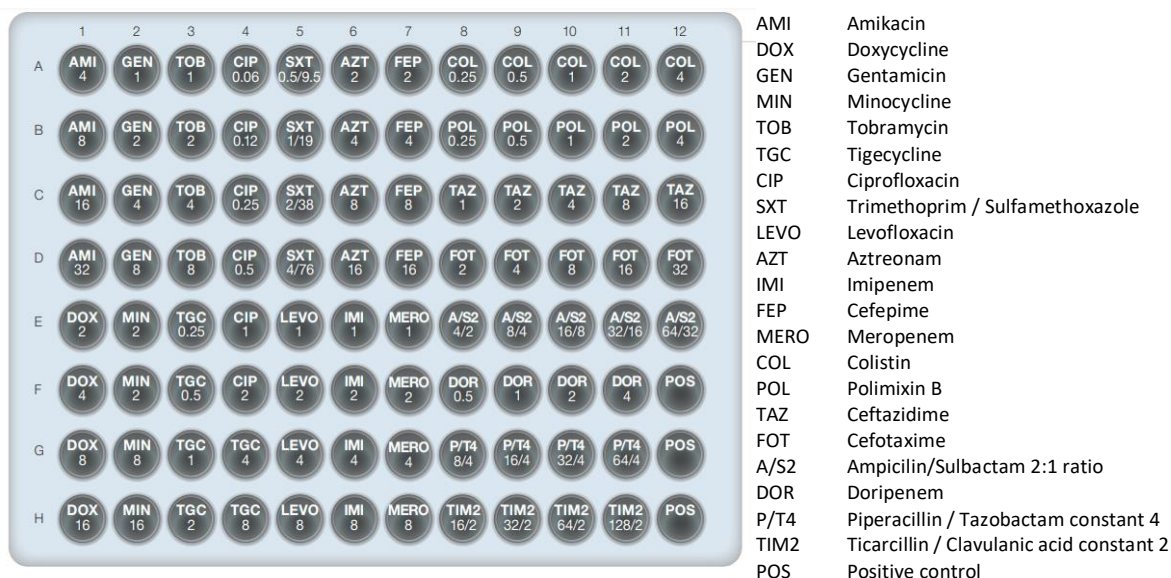 1 2 3 4 5 6 7 8 9 10 11 12
A AMI 4 GEN 1 TOB 1 CIP 0.06 SXT 0.5/9.5 AZT 2 FEP 2 COL 0.25 COL 0.5 COL 1 COL 2 COL 4
B AMI 8 GEN 2 TOB 2 CIP 0.12 SXT 1/19 AZT 4 FEP 4 POL 0.25 POL 0.5 POL 1 POL 2 POL 4
C AMI 16 GEN 4 TOB 4 CIP 0.25 SXT 2/38 AZT 8 FEP 8 TAZ 1 TAZ 2 TAZ 4 TAZ 8 TAZ 16
D AMI 32 GEN 8 TOB 8 CIP 0.5 SXT 4/76 AZT 16 FEP 16 FOT 2 FOT 4 FOT 8 FOT 16 FOT 32
E DOX 2 MIN 2 TGC 0.25 CIP 1 LEVO 1 IMI 1 MERO 1 A/S2 4/2 A/S2 8/4 A/S2 16/8 A/S2 32/16 A/S2 64/32
F DOX 4 MIN 2 TGC 0.5 CIP 2 LEVO 2 IMI 2 MERO 2 DOR 0.5 DOR 1 DOR 2 DOR 4 POS
G DOX 8 MIN 8 TGC 1 TGC 4 LEVO 4 IMI 4 MERO 4 P/T4 8/4 P/T4 16/4 P/T4 32/4 P/T4 64/4 POS
H DOX 16 MIN 16 TGC 2 TGC 8 LEVO 8 IMI 8 MERO 8 TIM2 16/2 TIM2 32/2 TIM2 64/2 TIM2 128/2 POS
AMI Amikacin
DOX Doxycycline
GEN Gentamicin
MIN Minocycline
TOB Tobramycin
TGC Tigecycline
CIP Ciprofloxacin
SXT Trimethoprim / Sulfamethoxazole
LEVO Levofloxacin
AZT Aztreonam
IMI Imipenem
FEP Cefepime
MERO Meropenem
COL Colistin
POL Polimixin B
TAZ Ceftazidime
FOT Cefotaxime
A/S2 Ampicilin/Sulbactam 2:1 ratio
DOR Doripenem
P/T4 Piperacillin / Tazobactam constant 4
TIM2 Ticarcillin / Clavulanic acid constant 2
POS Positive control